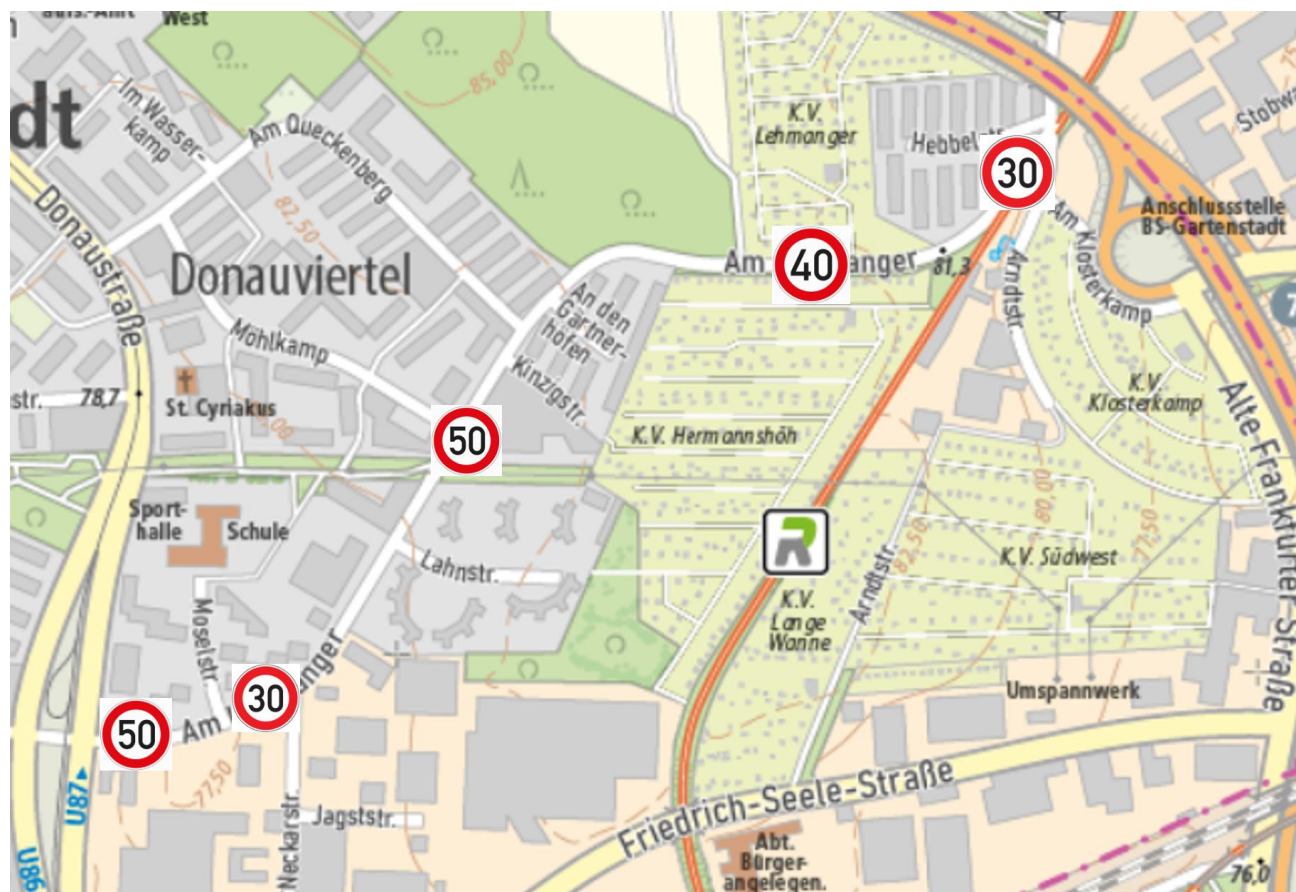 West
85,00
K.V.
Lehmanger
Im Wasser-
kamp
Am Queckenberg
dt
Stobwa
30
82,50
Am Klosterkamp
Anschlussstelle
BS-Gartenstadt
Donaustraße
Donauviertel
Am
40
anger
81,3
Arndtstr.
7
An den
Gärtner-
höfen
Möhlkamp
Kinzigstr.
str.
78,7
St. Cyriakus
K.V.
Klosterkamp
Alte Frankfurter Straße
50
K.V. Hermannshöh
80,00
82,50
77,50
Sport-
halle
Schule
R
Lahnstr.
K.V. Südwest
Arndtstr.
K.V.
Lange
Wanne
Moselstr.
Umspannwerk
30
anger
50
Am
77,50
U87
Friedrich-Seele-Straße
Jagststr.
Neckarstr.
U86
Abt.
Bürger-
angelegen.
76,0